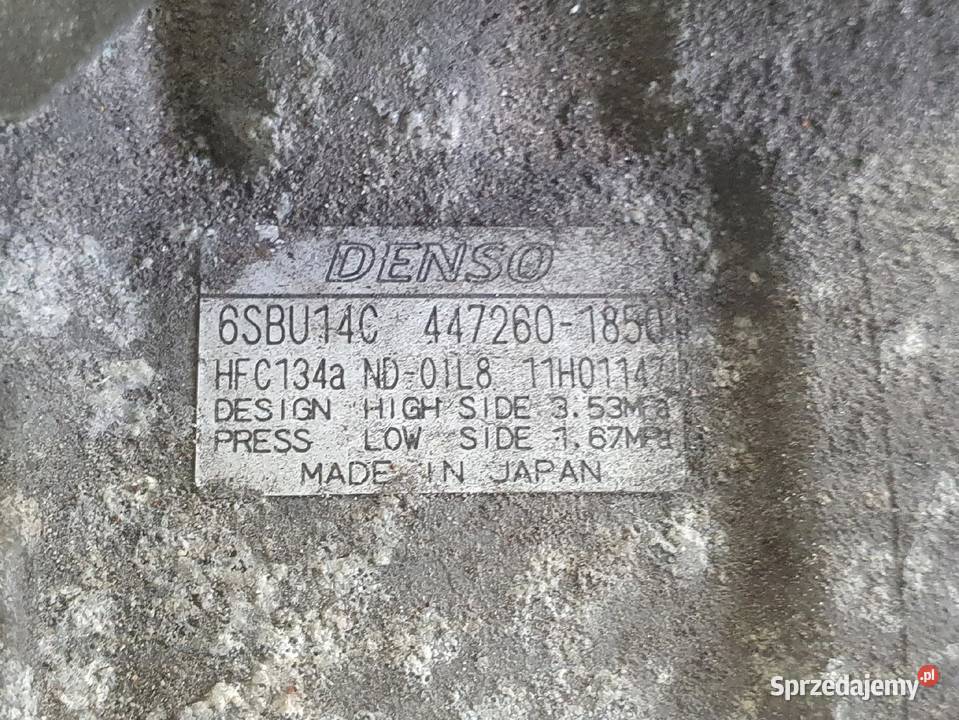 DENSO
6SBU14C 447260-1850
HFC134a ND-OIL8 11H01147
DESIGN HIGH SIDE 3.53MPa
PRESS LOW SIDE 1.67MPa
MADE IN JAPAN
Sprzedajemy.pl